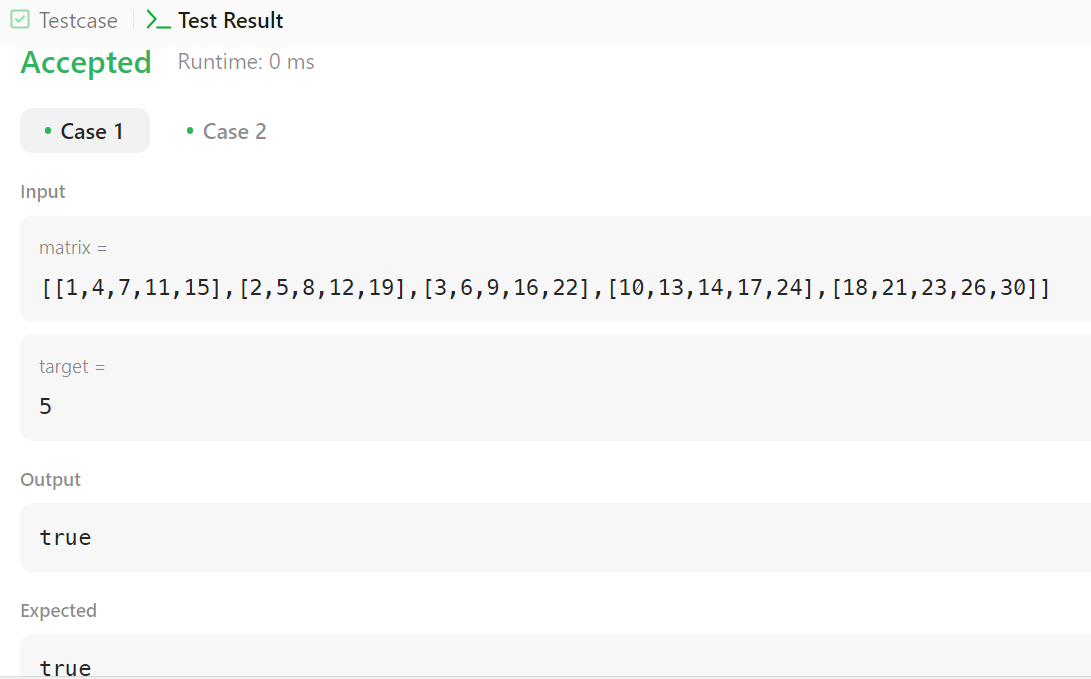 Testcase Test Result
Accepted Runtime: 0 ms
Case 1 Case 2
Input
matrix =
[[1,4,7,11,15],[2,5,8,12,19],[3,6,9,16,22],[10,13,14,17,24],[18,21,23,26,30]]
target =
5
Output
true
Expected
true